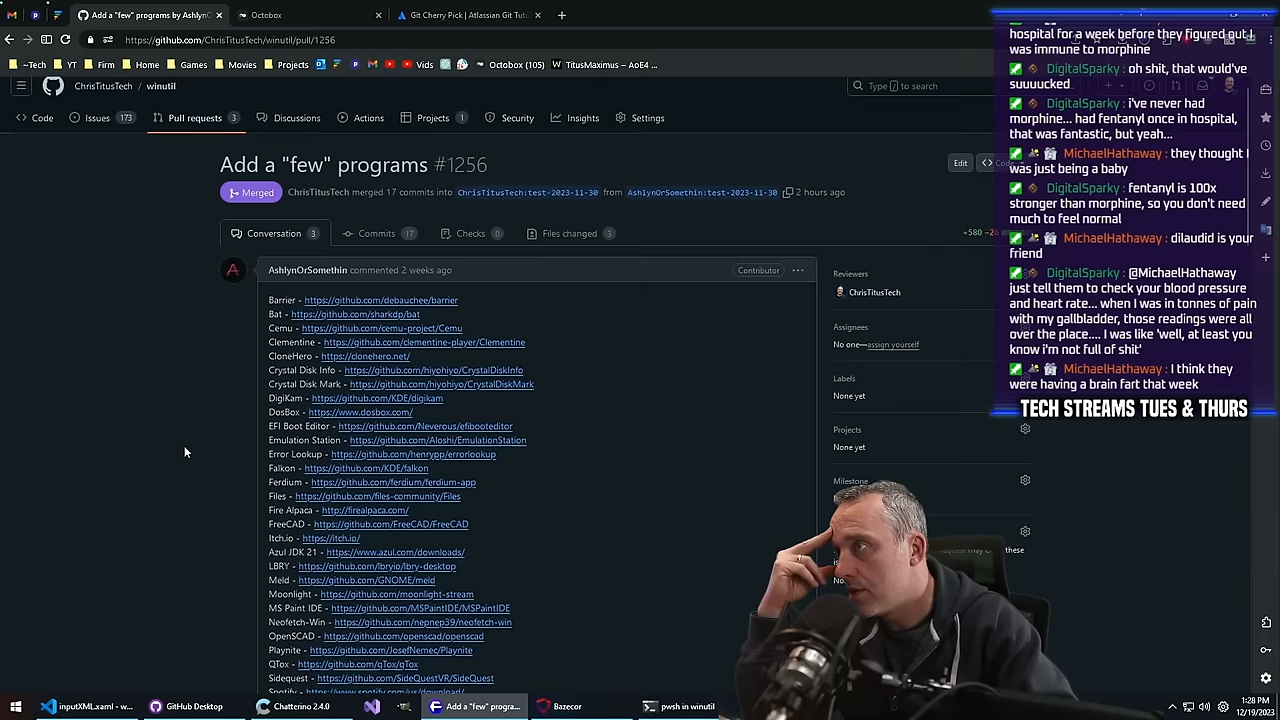 Add a "few" programs by AshlynO
Octobox
Git Cherry Pick | Atlassian Git Tuto
https://github.com/ChrisTitusTech/winutil/pull/1256
~Tech
YT
Firm
Home
Games
Movies
Projects
Vids
Octobox (105)
TitusMaximus – AoE4 ...
ChrisTitusTech / winutil
Type / to search
Code
Issues 173
Pull requests 3
Discussions
Actions
Projects 1
Security
Insights
Settings
Add a "few" programs #1256
Edit
Code
Merged
ChrisTitusTech merged 17 commits into ChrisTitusTech:test-2023-11-30 from AshlynOrSomethin:test-2023-11-30 2 hours ago
Conversation 3
Commits 17
Checks 0
Files changed 3
+580 −26
AshlynOrSomethin commented 2 weeks ago
Contributor
Barrier - https://github.com/debauchee/barrier
Bat - https://github.com/sharkdp/bat
Cemu - https://github.com/cemu-project/Cemu
Clementine - https://github.com/clementine-player/Clementine
CloneHero - https://clonehero.net/
Crystal Disk Info - https://github.com/hiyohiyo/CrystalDiskInfo
Crystal Disk Mark - https://github.com/hiyohiyo/CrystalDiskMark
DigiKam - https://github.com/KDE/digikam
DosBox - https://www.dosbox.com/
EFI Boot Editor - https://github.com/Neverous/efibooteditor
Emulation Station - https://github.com/Aloshi/EmulationStation
Error Lookup - https://github.com/henrypp/errorlookup
Falkon - https://github.com/KDE/falkon
Ferdium - https://github.com/ferdium/ferdium-app
Files - https://github.com/files-community/Files
Fire Alpaca - http://firealpaca.com/
FreeCAD - https://github.com/FreeCAD/FreeCAD
Itch.io - https://itch.io/
Azul JDK 21 - https://www.azul.com/downloads/
LBRY - https://github.com/lbryio/lbry-desktop
Meld - https://github.com/GNOME/meld
Moonlight - https://github.com/moonlight-stream
MS Paint IDE - https://github.com/MSPaintIDE/MSPaintIDE
Neofetch-Win - https://github.com/nepnep39/neofetch-win
OpenSCAD - https://github.com/openscad/openscad
Playnite - https://github.com/JosefNemec/Playnite
QTox - https://github.com/qTox/qTox
Sidequest - https://github.com/SideQuestVR/SideQuest
Spotify - https://www.spotify.com/us/download/
Reviewers
ChrisTitusTech
Assignees
No one—assign yourself
Labels
None yet
Projects
None yet
Milestone
hospital for a week before they figured out I
was immune to morphine
DigitalSparky : oh shit, that would've
suuuucked
DigitalSparky : i've never had
morphine... had fentanyl once in hospital,
that was fantastic, but yeah...
MichaelHathaway : they thought I
was just being a baby
MichaelHathaway : fentanyl is 100x
stronger than morphine, so you don't need
much to feel normal
MichaelHathaway : dilaudid is your
friend
DigitalSparky : @MichaelHathaway
just tell them to check your blood pressure
and heart rate... when I was in tonnes of pain
with my gallbladder, those readings were all
over the place.... I was like 'well, at least you
know i'm not full of shit'
MichaelHathaway : I think they
were having a brain fart that week
TECH STREAMS TUES & THURS
inputXML.xaml - w...
GitHub Desktop
Chatterino 2.4.0
Add a "few" progra...
Bazecor
pwsh in winutil
1:28 PM
12/19/2023